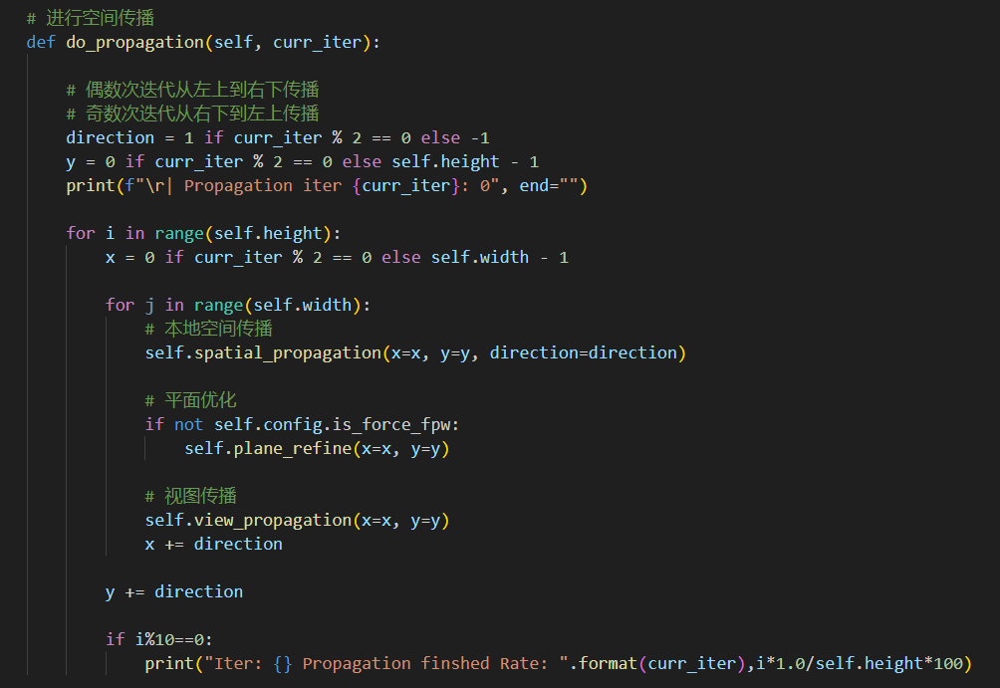 # 进行空间传播
def do_propagation(self, curr_iter):
# 偶数次迭代从左上到右下传播
# 奇数次迭代从右下到左上传播
direction = 1 if curr_iter % 2 == 0 else -1
y = 0 if curr_iter % 2 == 0 else self.height - 1
print(f"\r| Propagation iter {curr_iter}: 0", end="")
for i in range(self.height):
x = 0 if curr_iter % 2 == 0 else self.width - 1
for j in range(self.width):
# 本地空间传播
self.spatial_propagation(x=x, y=y, direction=direction)
# 平面优化
if not self.config.is_force_fpw:
self.plane_refine(x=x, y=y)
# 视图传播
self.view_propagation(x=x, y=y)
x += direction
y += direction
if i%10==0:
print("Iter: {} Propagation finshed Rate: ".format(curr_iter),i*1.0/self.height*100)